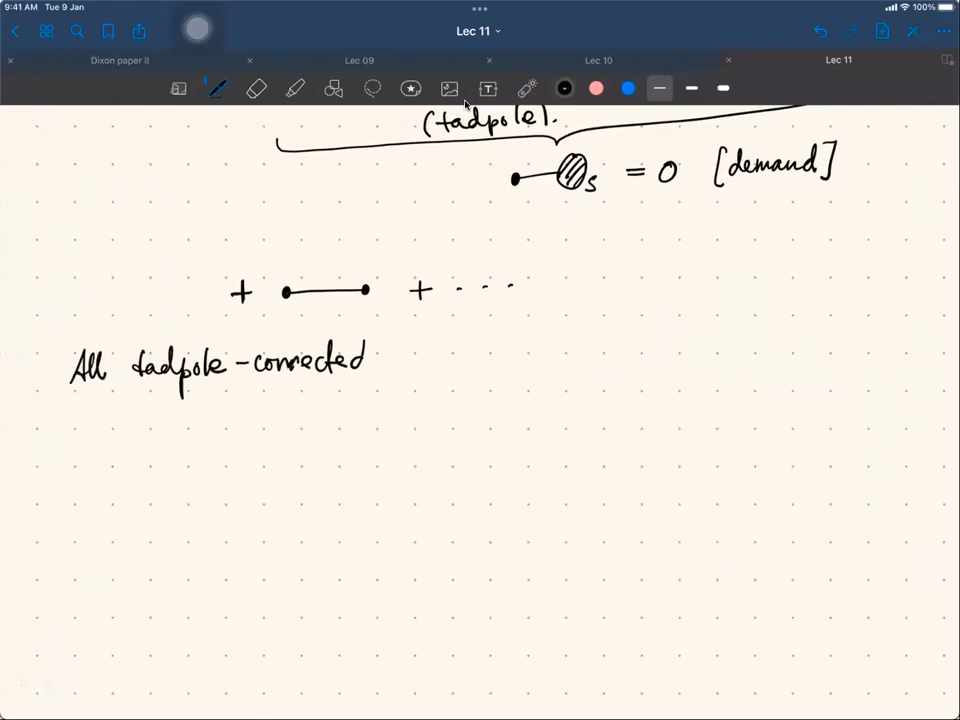 9:41 AM Tue 9 Jan
100%
Lec 11
Dixon paper II
Lec 09
Lec 10
Lec 11
(tadpole).
S = 0 [demand]
+ + ....
All tadpole-connected